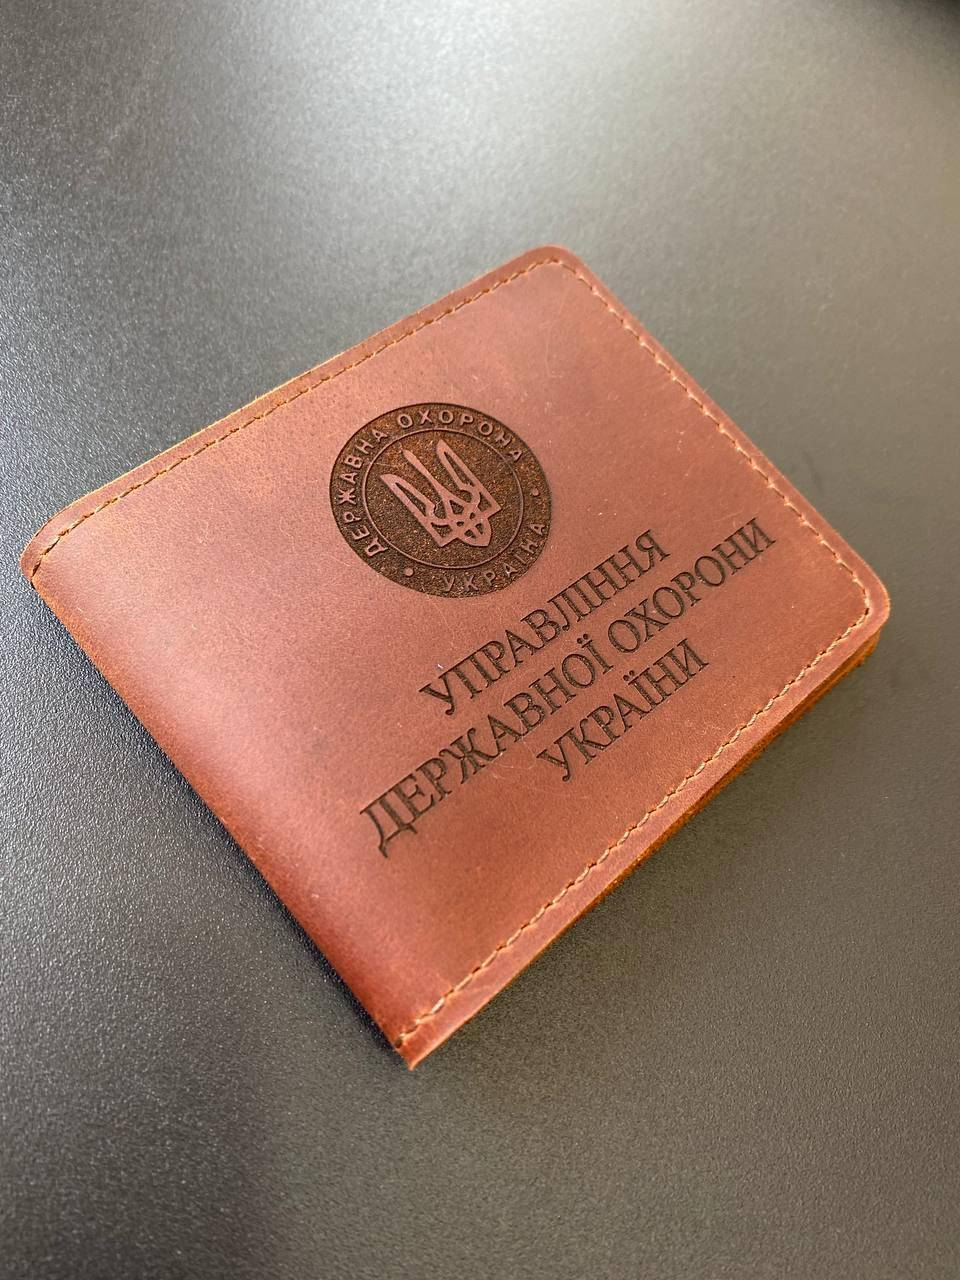 ДЕРЖАВНА ОХОРОНА
УКРАЇНА
УПРАВЛІННЯ
ДЕРЖАВНОЇ ОХОРОНИ
УКРАЇНИ